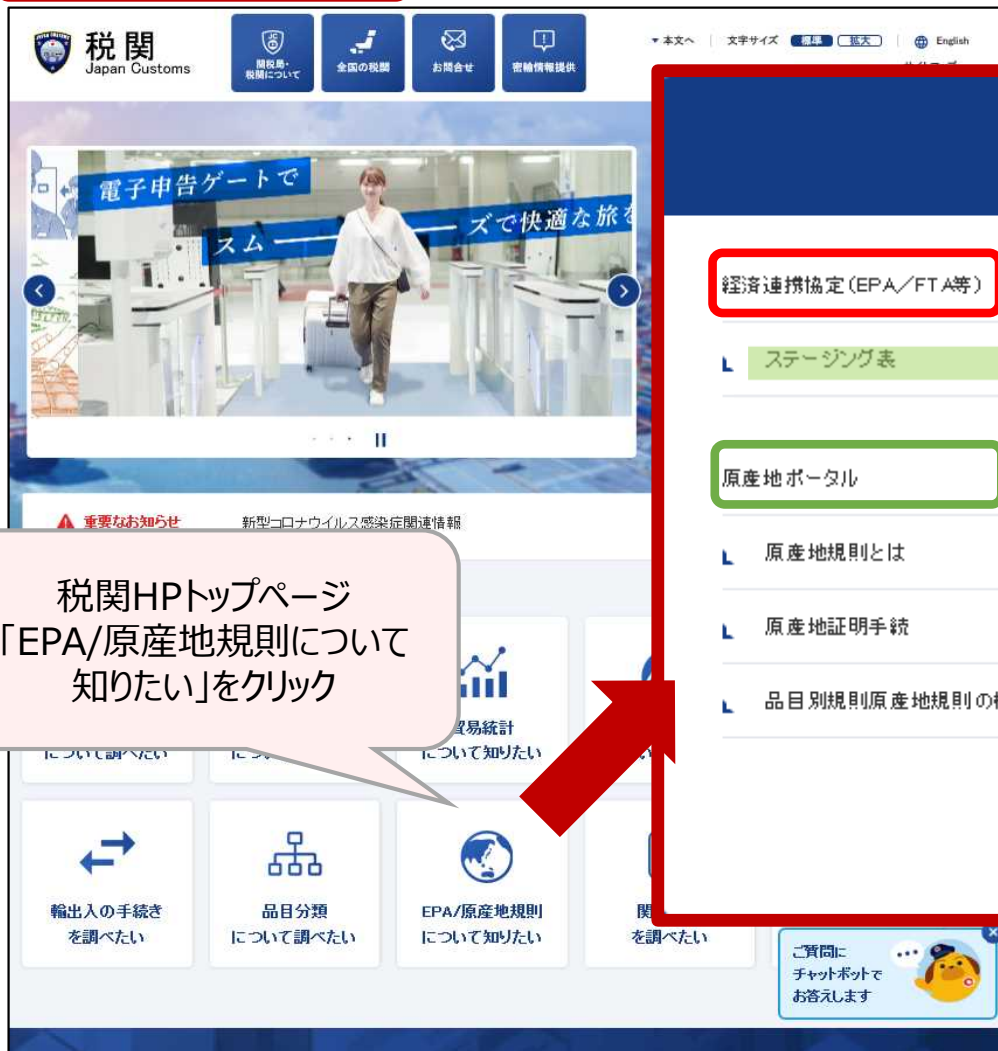 税関
Japan Customs
関税局・
税関について
全国の税関
お問合せ
密輸情報提供
本文へ
文字サイズ 標準 拡大
English
電子申告ゲートで
スム
ズで快適な旅を
重要なお知らせ
新型コロナウイルス感染症関連情報
税関HPトップページ
「EPA/原産地規則について
知りたい」をクリック
貿易統計
について調べたい
について知りたい
輸出入の手続き
を調べたい
品目分類
について調べたい
EPA/原産地規則
について知りたい
を調べたい
経済連携協定(EPA/FTA等)
ステージング表
原産地ポータル
原産地規則とは
原産地証明手続
品目別規則原産地規則の
ご質問に
チャットボットで
お答えします